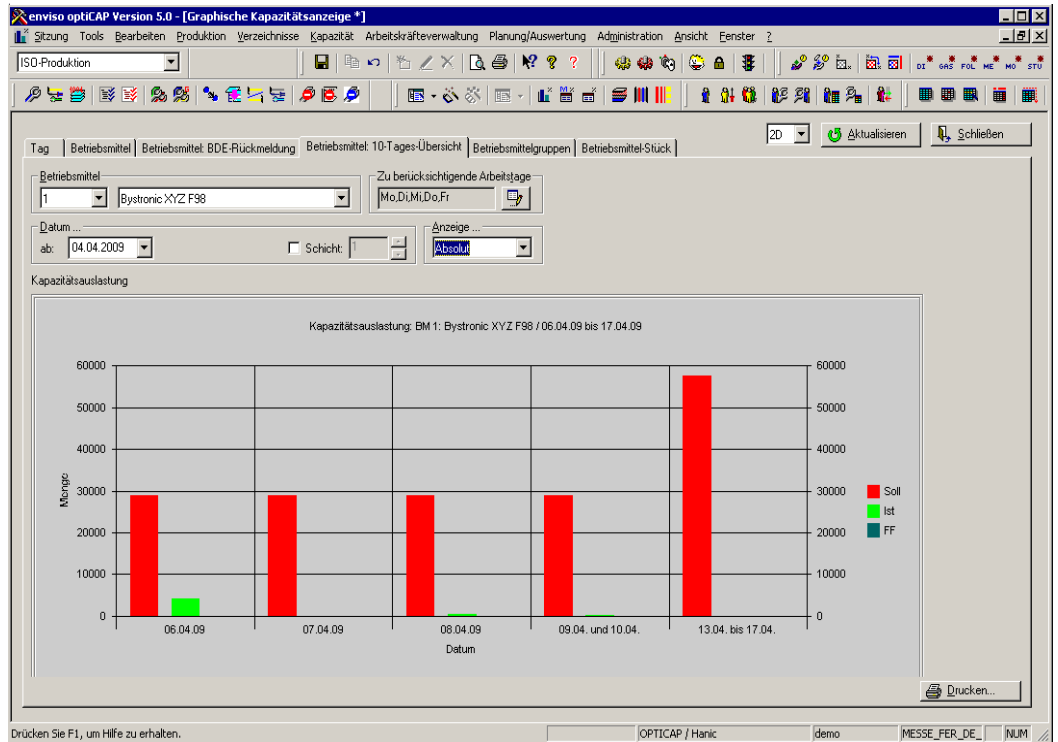 enviso optiCAP Version 5.0 - [Graphische Kapazitätsanzeige *]
Sitzung Tools Bearbeiten Produktion Verzeichnisse Kapazität Arbeitskräfteverwaltung Planung/Auswertung Administration Ansicht Fenster ?
ISO-Produktion
DI GAS FOL ME MO STU
2D Aktualisieren Schließen
Tag Betriebsmittel Betriebsmittel: BDE-Rückmeldung Betriebsmittel: 10-Tages-Übersicht Betriebsmittelgruppen Betriebsmittel-Stück
Betriebsmittel Zu berücksichtigende Arbeitstage
1 Bystronic XYZ F98 Mo,Di,Mi,Do,Fr
Datum ... Anzeige ...
ab: 04.04.2009 Schicht: 1 Absolut
Kapazitätsauslastung
Kapazitätsauslastung: BM 1: Bystronic XYZ F98 / 06.04.09 bis 17.04.09
60000 60000
50000 50000
40000 40000
Menge
30000 30000
Soll
Ist
20000 20000
FF
10000 10000
0 0
06.04.09 07.04.09 08.04.09 09.04. und 10.04. 13.04. bis 17.04.
Datum
Drucken...
Drücken Sie F1, um Hilfe zu erhalten. OPTICAP / Hanic demo MESSE_FER_DE_ NUM